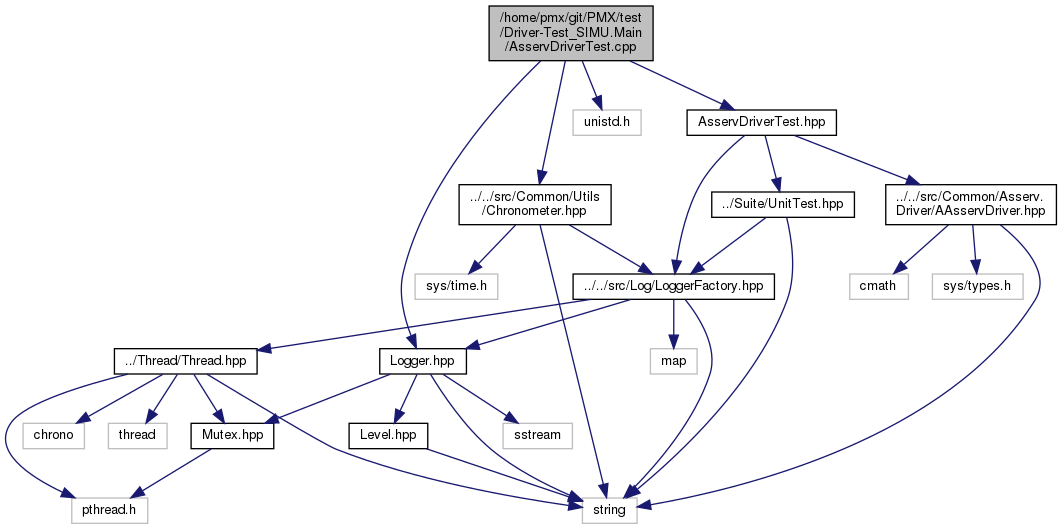 /home/pmx/git/PMX/test
/Driver-Test_SIMU.Main
/AsservDriverTest.cpp
unistd.h
AsservDriverTest.hpp
../../src/Common/Utils
/Chronometer.hpp
../Suite/UnitTest.hpp
../../src/Common/Asserv.
Driver/AAsservDriver.hpp
sys/time.h
../../src/Log/LoggerFactory.hpp
cmath
sys/types.h
../Thread/Thread.hpp
Logger.hpp
map
chrono
thread
Mutex.hpp
Level.hpp
sstream
pthread.h
string